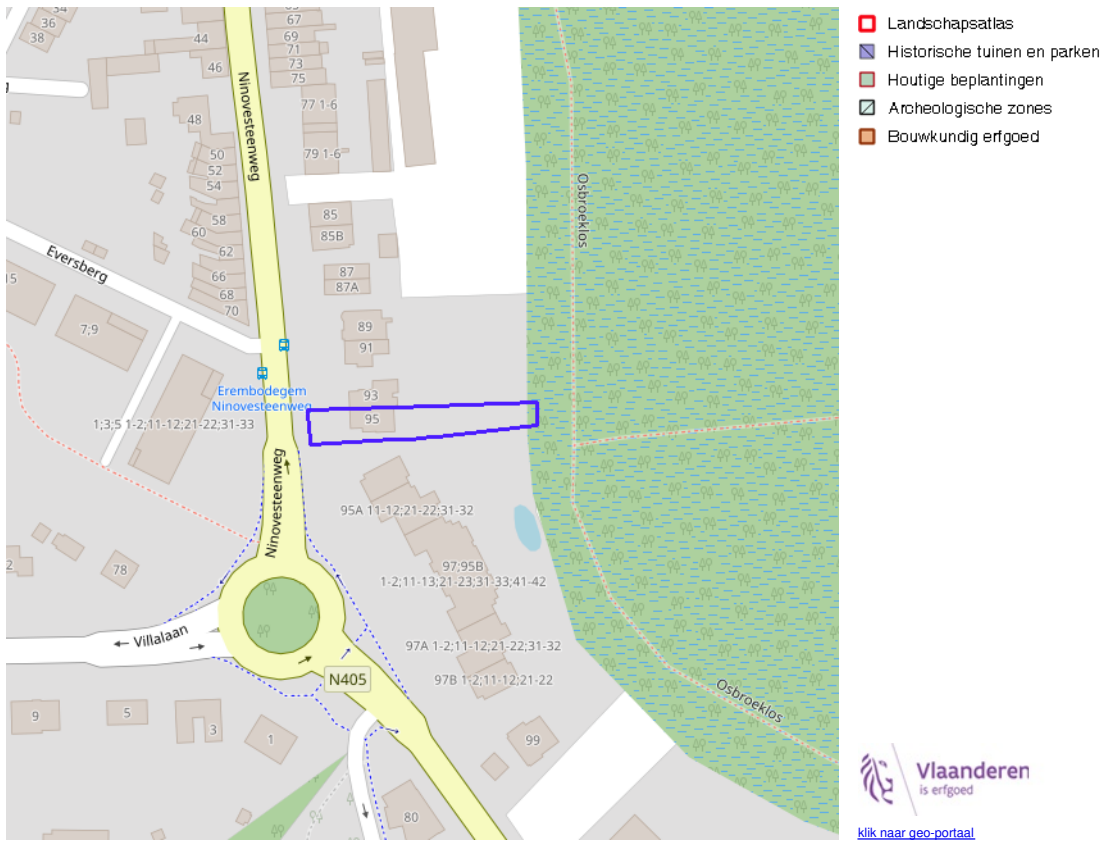 34
36
38
44
46
65
67
69
71
73
75
77 1-6
79 1-6
48
50
52
54
58
60
62
66
68
70
85
85B
87
87A
89
91
93
95
Ninovesteenweg
Eversberg
15
7;9
Erembodegem
Ninovesteenweg
1;3;5 1-2;11-12;21-22;31-33
Osbroeklos
Ninovesteenweg
95A 11-12;21-22;31-32
97;95B
1-2;11-13;21-23;31-33;41-42
97A 1-2;11-12;21-22;31-32
97B 1-2;11-12;21-22
2
78
Villalaan
N405
Osbroeklos
9
5
3
1
99
80
Landschapsatlas
Historische tuinen en parken
Houtige beplantingen
Archeologische zones
Bouwkundig erfgoed
Vlaanderen
is erfgoed
klik naar geo-portaal